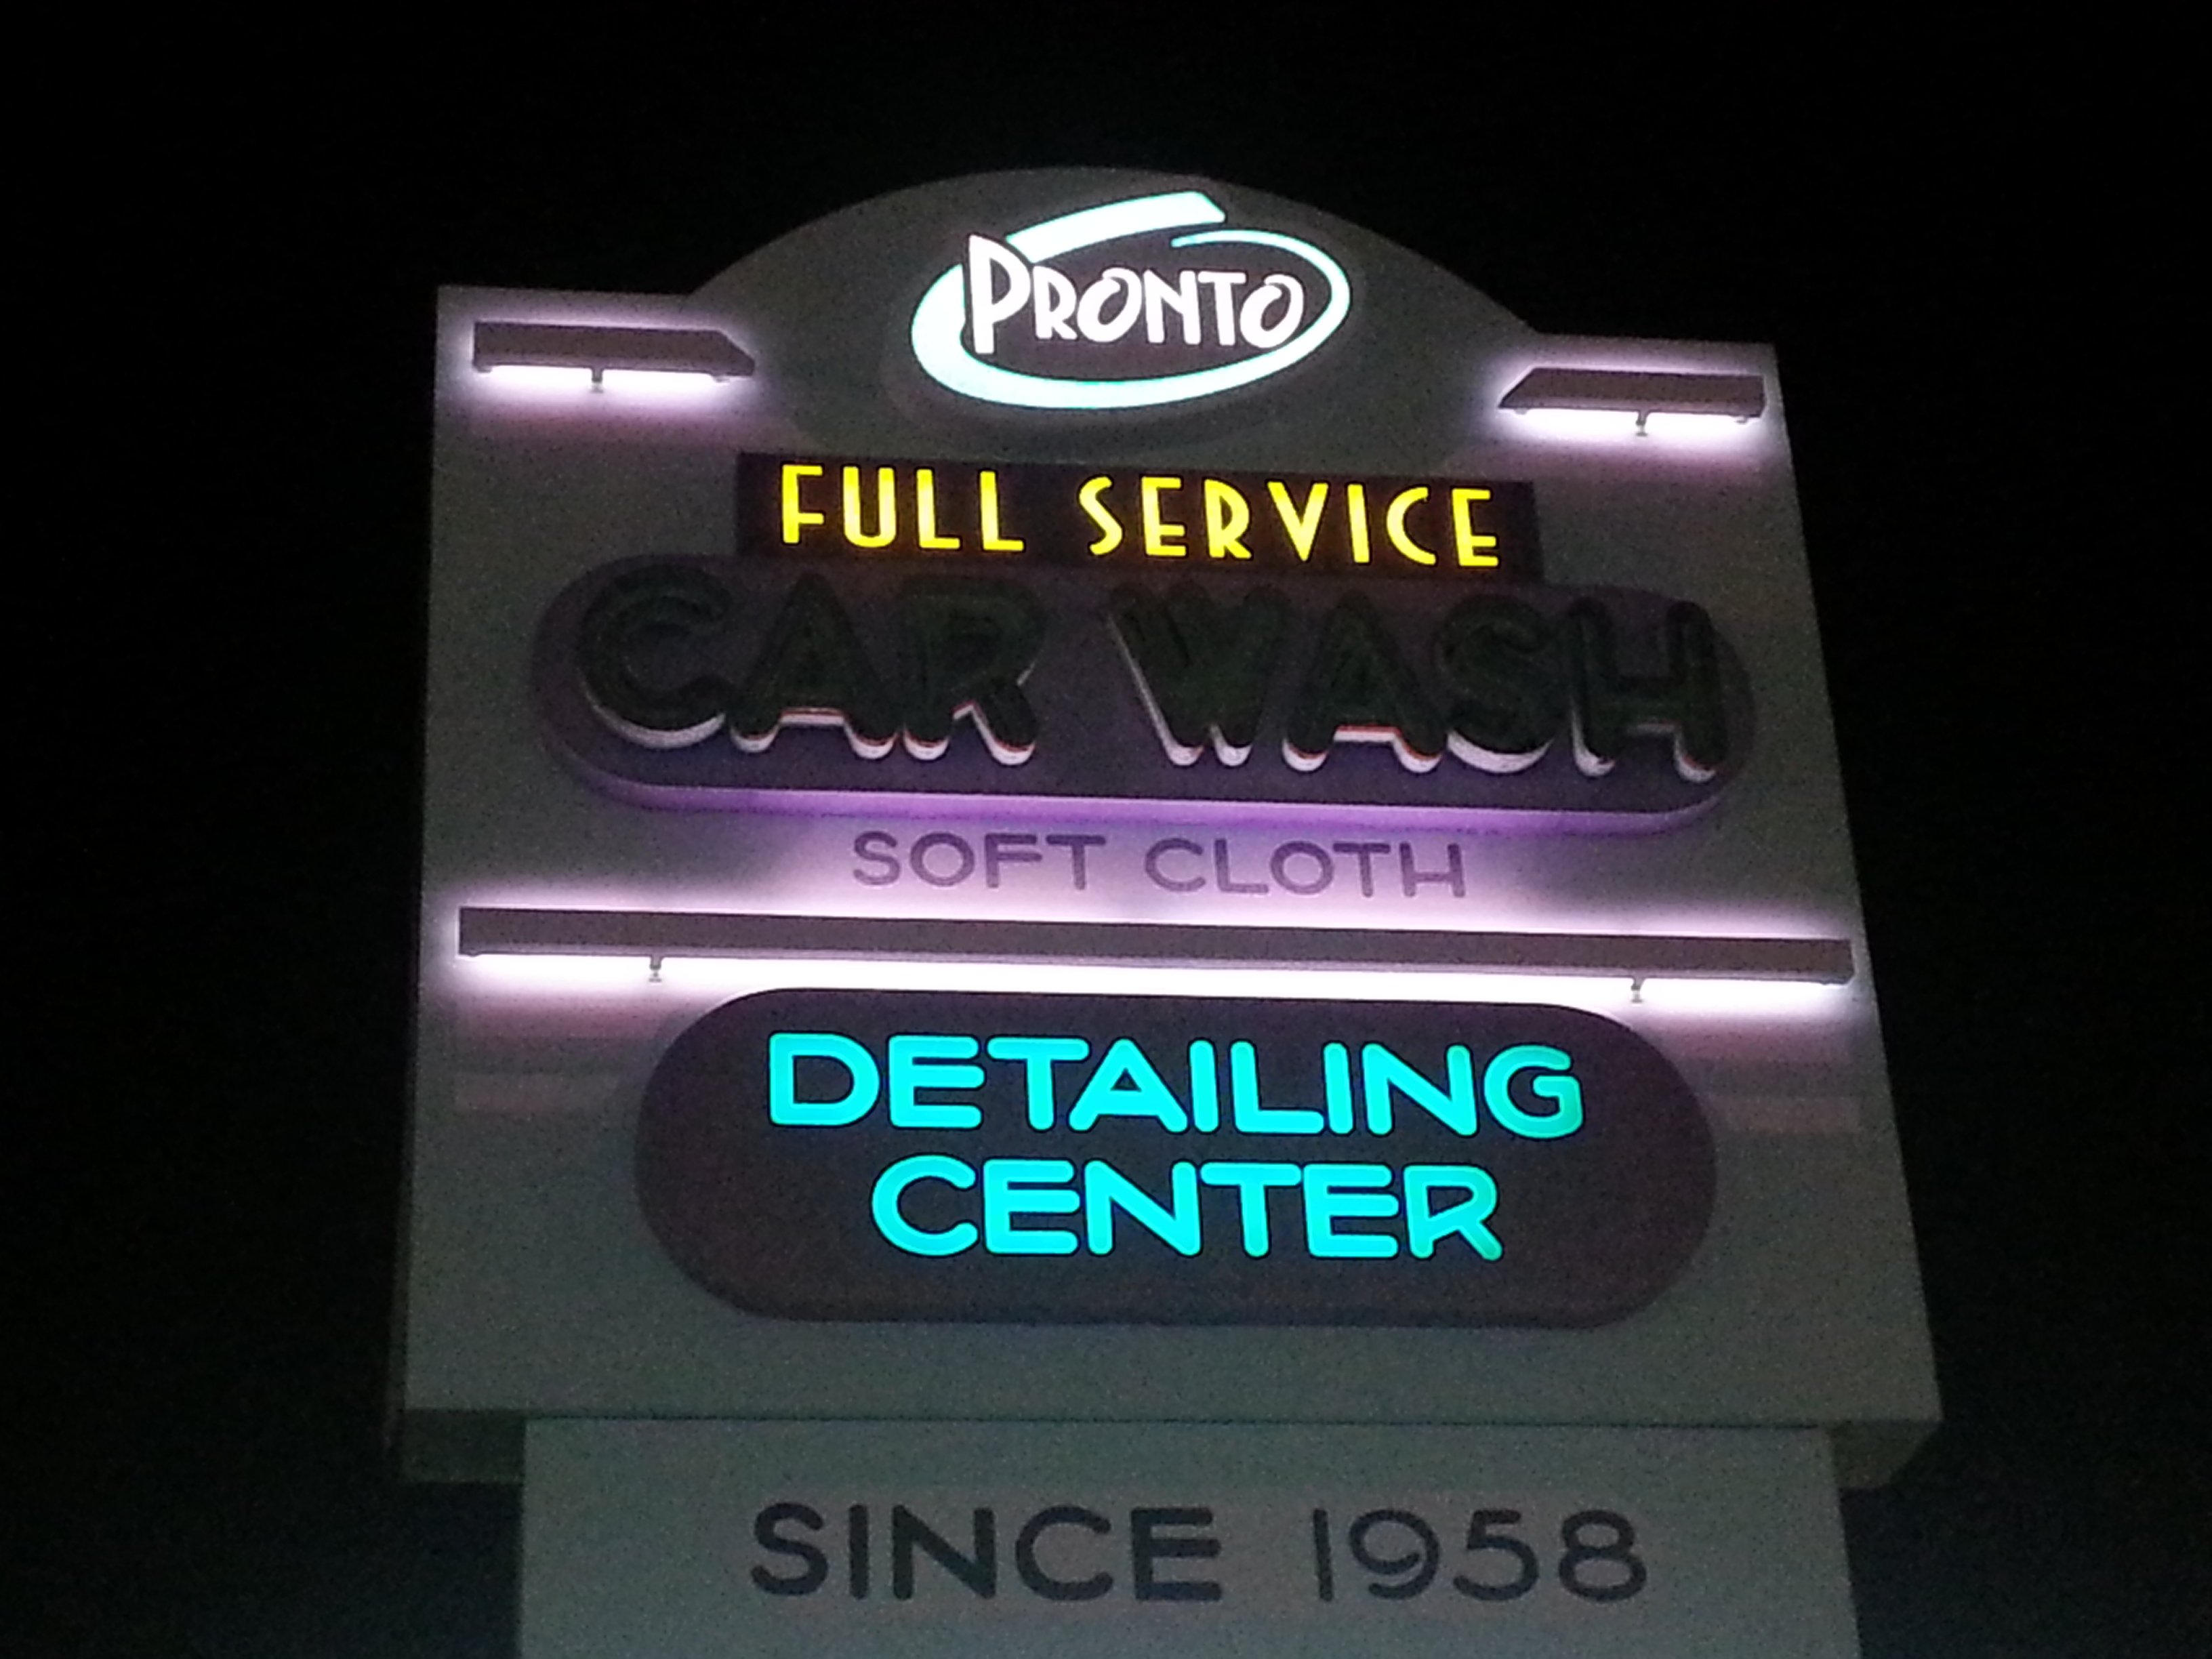 PRONTO
FULL SERVICE
CAR WASH
SOFT CLOTH
DETAILING
CENTER
SINCE 1958